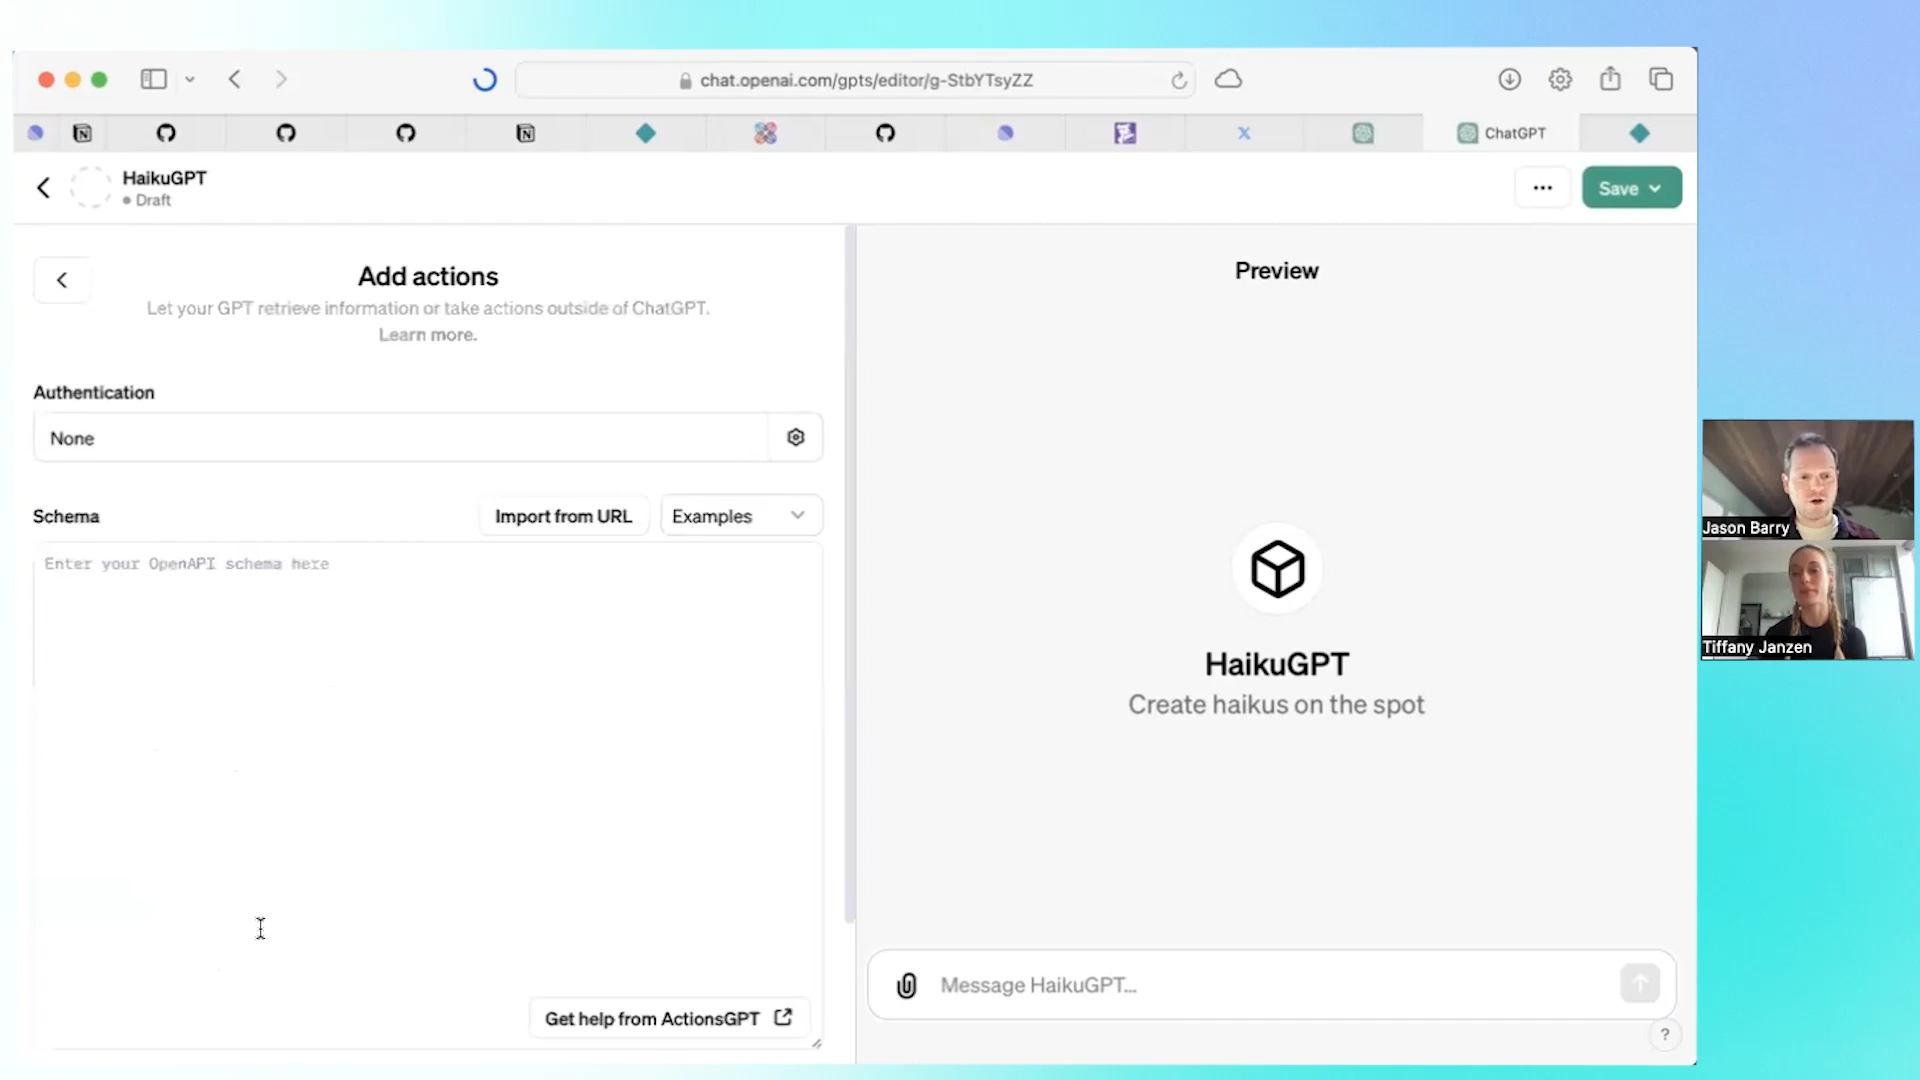 chat.openai.com/gpts/editor/g-StbYTsyZZ
ChatGPT
HaikuGPT
Draft
Save
Add actions
Let your GPT retrieve information or take actions outside of ChatGPT.
Learn more.
Authentication
None
Schema
Import from URL
Examples
Enter your OpenAPI schema here
Get help from ActionsGPT
Preview
HaikuGPT
Create haikus on the spot
Message HaikuGPT...
?
Jason Barry
Tiffany Janzen